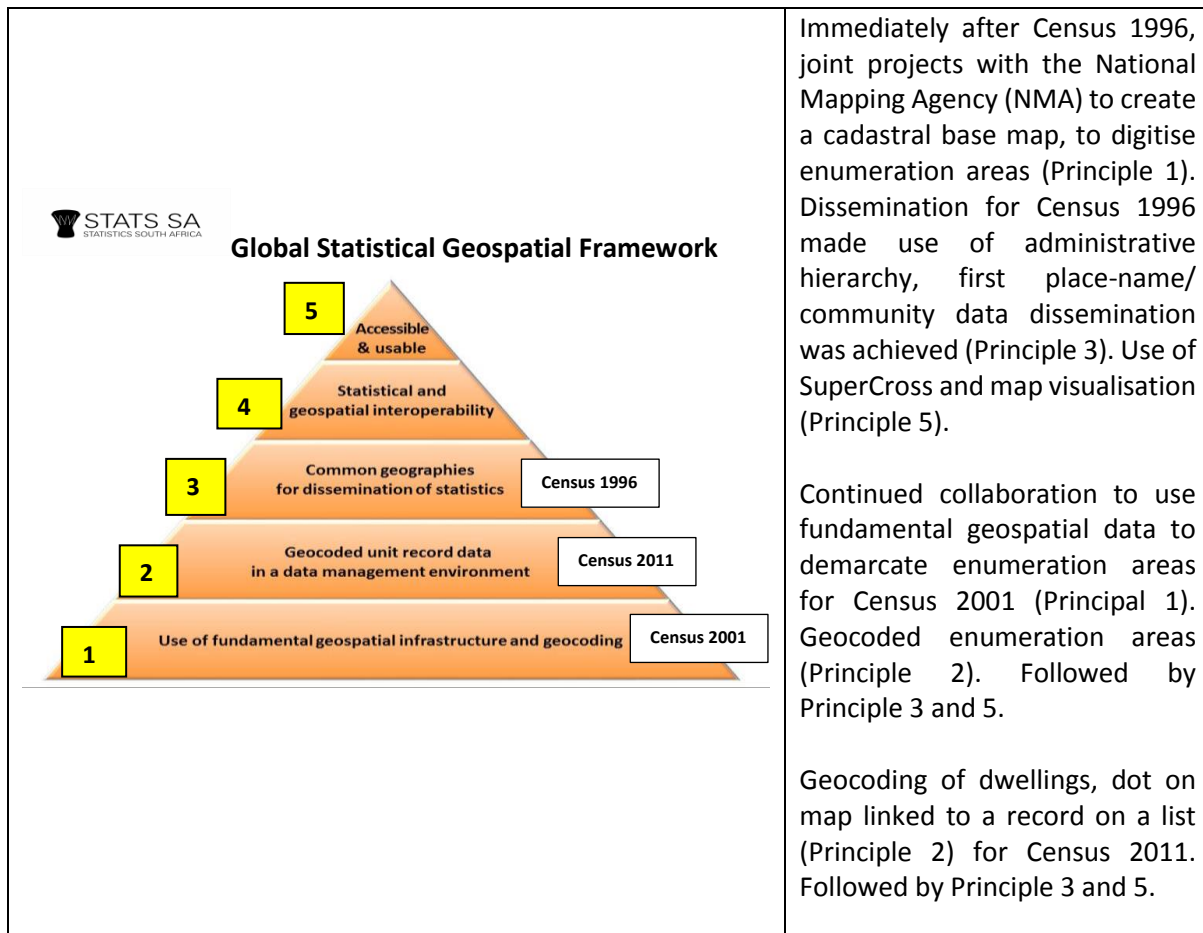 STATS SA
STATISTICS SOUTH AFRICA
Global Statistical Geospatial Framework
5
Accessible
& usable
4
Statistical and
geospatial interoperability
3
Common geographies
for dissemination of statistics
Census 1996
2
Geocoded unit record data
in a data management environment
Census 2011
1
Use of fundamental geospatial infrastructure and geocoding
Census 2001
Immediately after Census 1996,
joint projects with the National
Mapping Agency (NMA) to create
a cadastral base map, to digitise
enumeration areas (Principle 1).
Dissemination for Census 1996
made use of administrative
hierarchy, first place-name/
community data dissemination
was achieved (Principle 3). Use of
SuperCross and map visualisation
(Principle 5).
Continued collaboration to use
fundamental geospatial data to
demarcate enumeration areas
for Census 2001 (Principal 1).
Geocoded enumeration areas
(Principle 2). Followed by
Principle 3 and 5.
Geocoding of dwellings, dot on
map linked to a record on a list
(Principle 2) for Census 2011.
Followed by Principle 3 and 5.